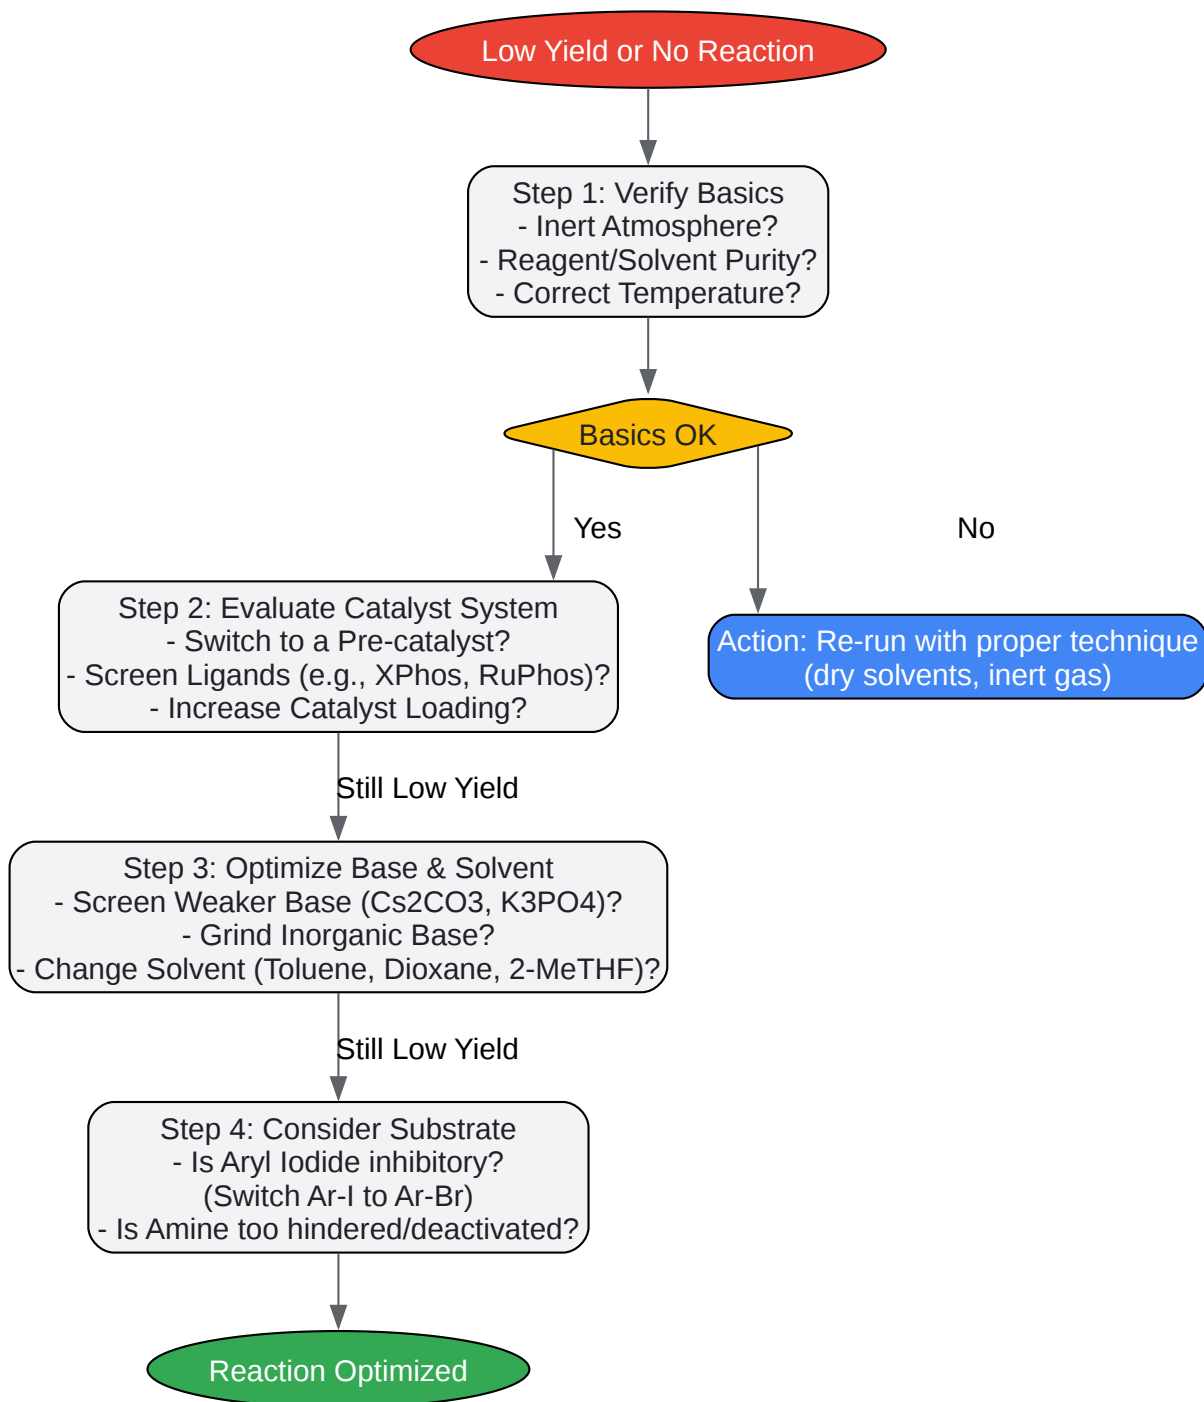 Low Yield or No Reaction
Step 1: Verify Basics
- Inert Atmosphere?
- Reagent/Solvent Purity?
- Correct Temperature?
Basics OK
Yes
No
Step 2: Evaluate Catalyst System
- Switch to a Pre-catalyst?
- Screen Ligands (e.g., XPhos, RuPhos)?
- Increase Catalyst Loading?
Action: Re-run with proper technique
(dry solvents, inert gas)
Still Low Yield
Step 3: Optimize Base & Solvent
- Screen Weaker Base (Cs2CO3, K3PO4)?
- Grind Inorganic Base?
- Change Solvent (Toluene, Dioxane, 2-MeTHF)?
Still Low Yield
Step 4: Consider Substrate
- Is Aryl Iodide inhibitory?
(Switch Ar-I to Ar-Br)
- Is Amine too hindered/deactivated?
Reaction Optimized